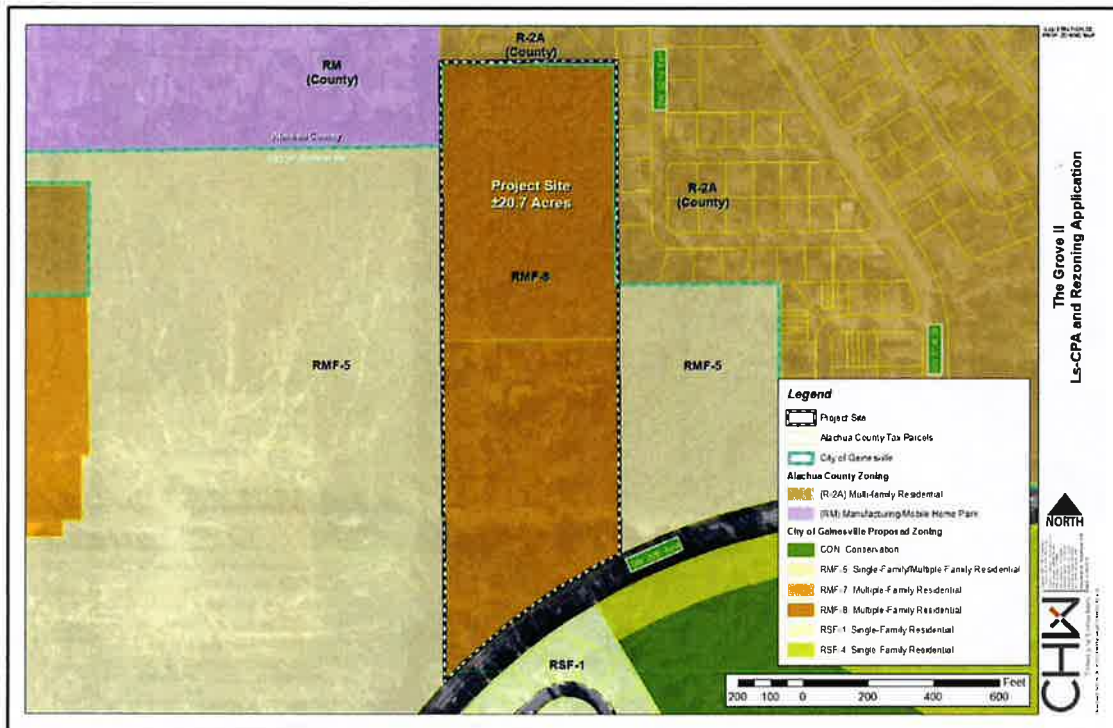 R-2A
(County)
RM
(County)
Alachua County
Project Site
±20.7 Acres
R-2A
(County)
RMF-8
RMF-5
RMF-5
RSF-1
Legend
Project Site
Alachua County Tax Parcels
City of Gainesville
Alachua County Zoning
(R-2A) Multi-family Residential
(RM) Manufacturing/Mobile Home Park
City of Gainesville Proposed Zoning
CON Conservation
RMF-5 Single-Family/Multiple Family Residential
RMF-7 Multiple-Family Residential
RMF-8 Multiple-Family Residential
RSF-1 Single-Family Residential
RSF-4 Single Family Residential
Feet
200 100 0 200 400 600
The Grove II
Ls-CPA and Rezoning Application
NORTH
CHW